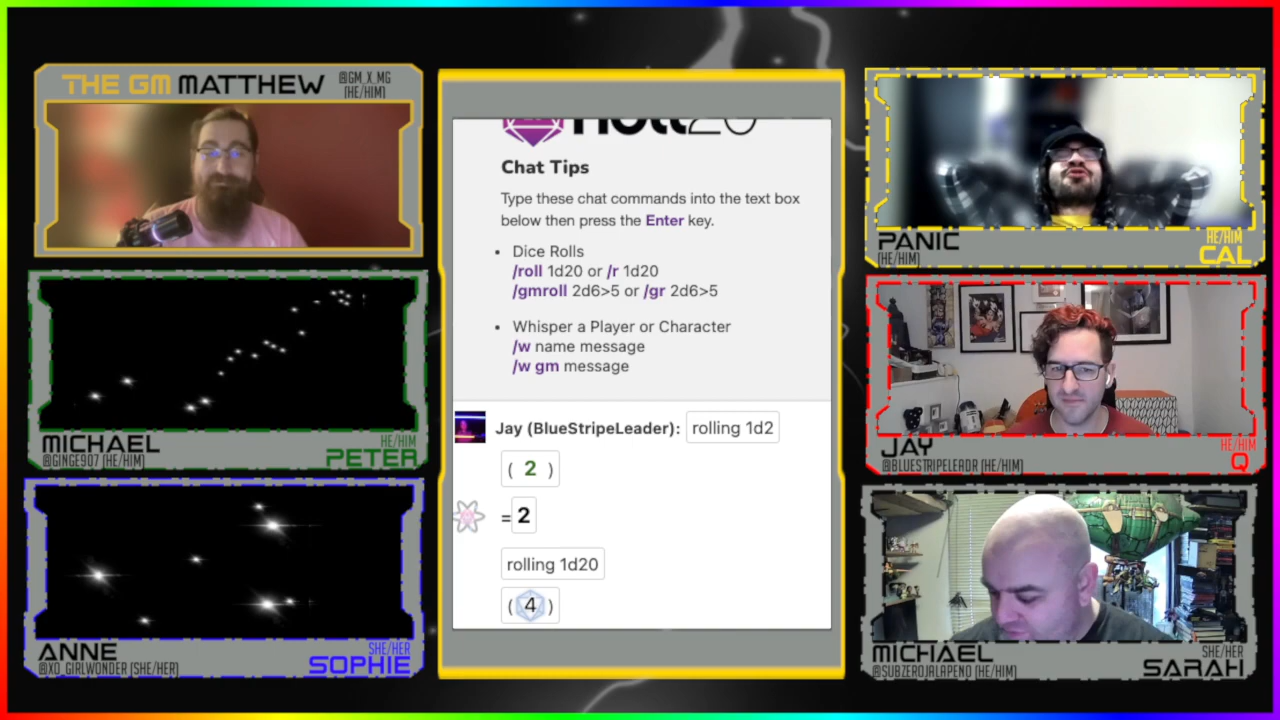 THE GM MATTHEW
@GM_X_MG
(HE/HIM)
MICHAEL
@GINGE907 (HE/HIM)
HE/HIM
PETER
ANNE
@XO_GIRLWONDER (SHE/HER)
SHE/HER
SOPHIE
roll20
Chat Tips
Type these chat commands into the text box
below then press the Enter key.
• Dice Rolls
/roll 1d20 or /r 1d20
/gmroll 2d6>5 or /gr 2d6>5
• Whisper a Player or Character
/w name message
/w gm message
Jay (BlueStripeLeader): rolling 1d2
( 2 )
=2
rolling 1d20
( 4 )
PANIC
(HE/HIM)
HE/HIM
CAL
JAY
@BLUESTRIPELEADR (HE/HIM)
HE/HIM
Q
MICHAEL
@SUBZEROJALAPENO (HE/HIM)
SHE/HER
SARAH